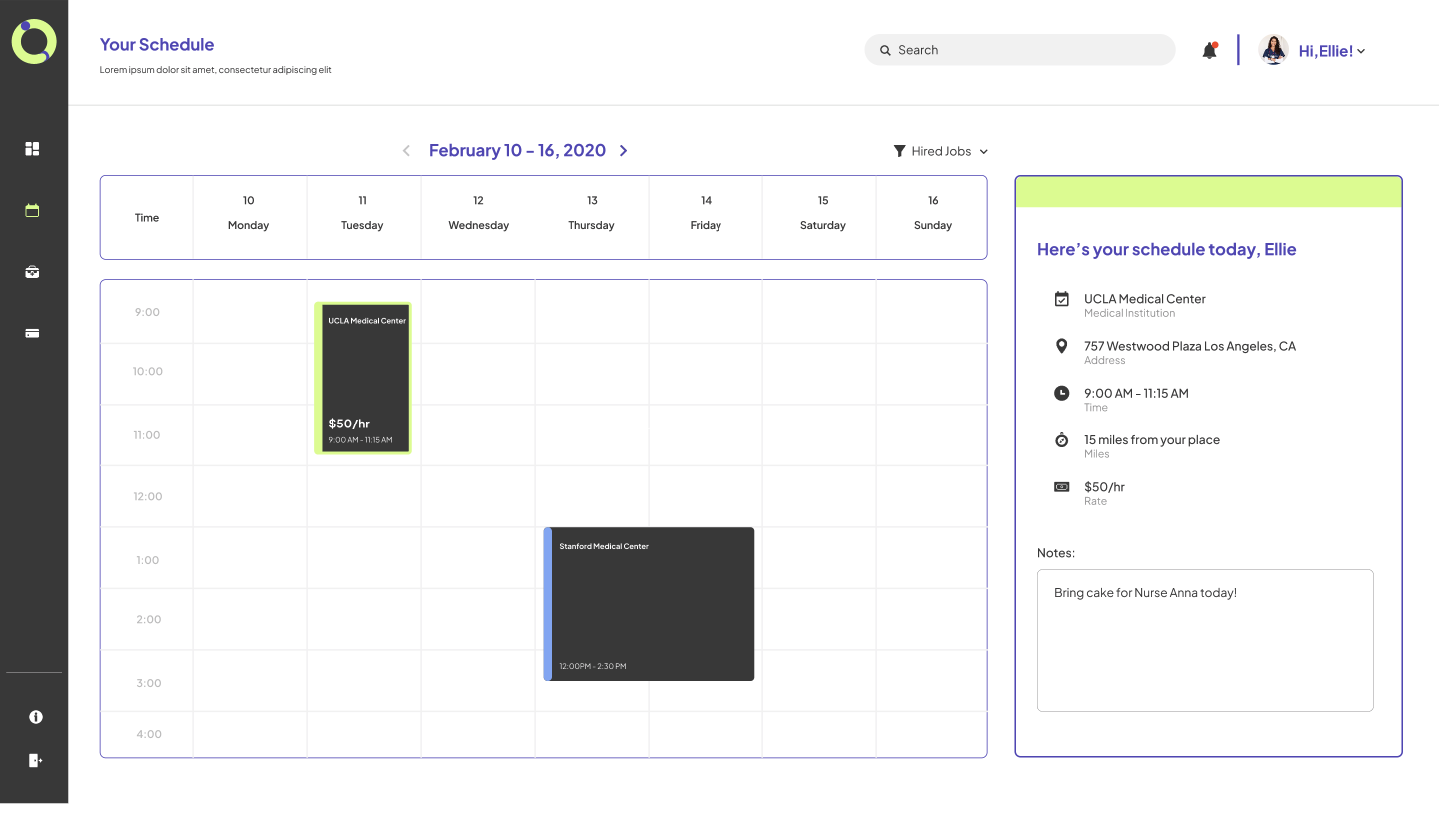 Your Schedule
Lorem ipsum dolor sit amet, consectetur adipiscing elit
Search
Hi,Ellie!
February 10 - 16, 2020
Hired Jobs
Time
10
Monday
11
Tuesday
12
Wednesday
13
Thursday
14
Friday
15
Saturday
16
Sunday
9:00
10:00
11:00
12:00
1:00
2:00
3:00
4:00
UCLA Medical Center
$50/hr
9:00 AM - 11:15 AM
Stanford Medical Center
12:00PM - 2:30 PM
Here's your schedule today, Ellie
UCLA Medical Center
Medical Institution
757 Westwood Plaza Los Angeles, CA
Address
9:00 AM - 11:15 AM
Time
15 miles from your place
Miles
$50/hr
Rate
Notes:
Bring cake for Nurse Anna today!